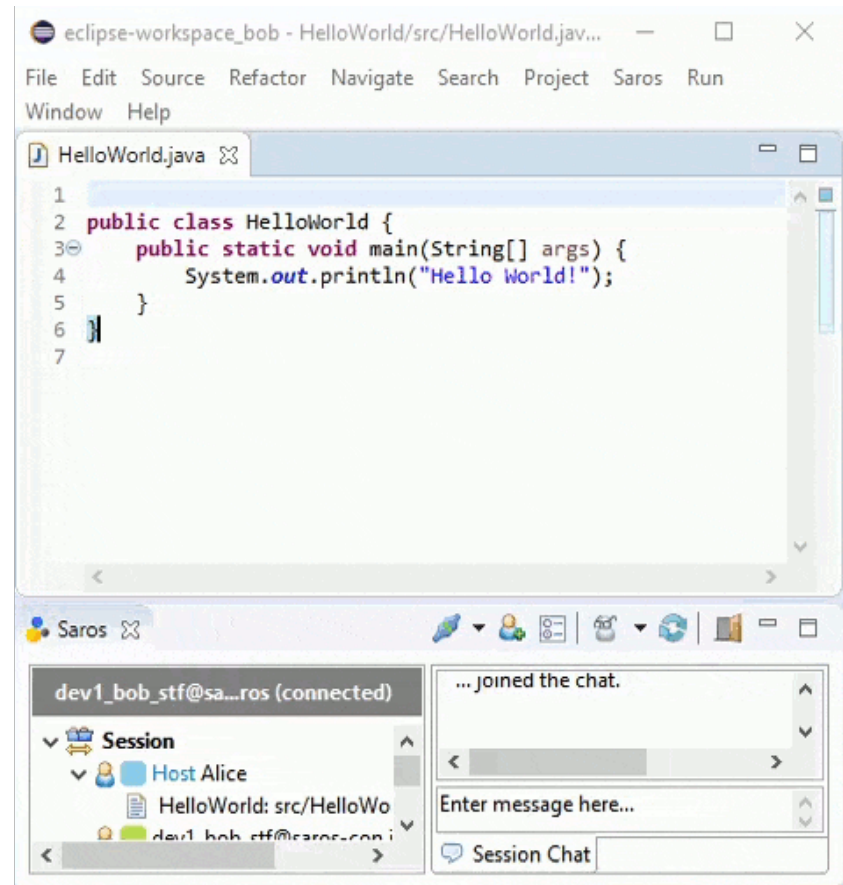 eclipse-workspace_bob - HelloWorld/src/HelloWorld.jav...
File Edit Source Refactor Navigate Search Project Saros Run
Window Help
HelloWorld.java
1
2 public class HelloWorld {
3 public static void main(String[] args) {
4 System.out.println("Hello World!");
5 }
6 }
7
Saros
dev1_bob_stf@sa...ros (connected)
Session
Host Alice
HelloWorld: src/HelloWo
dev1_bob_stf@saros-con.i
... joined the chat.
Enter message here...
Session Chat